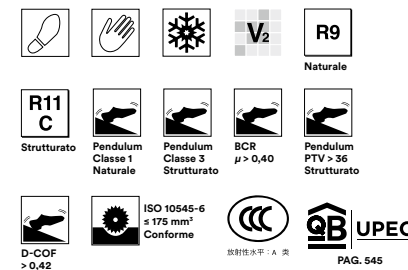 V2
R9
Naturale
R11
C
Strutturato
Pendulum
Classe 1
Naturale
Pendulum
Classe 3
Strutturato
BCR
μ > 0,40
Pendulum
PTV > 36
Strutturato
D-COF
> 0,42
ISO 10545-6
≤ 175 mm³
Conforme
CCC
放射性水平：A 类
QB
UPEC
PAG. 545